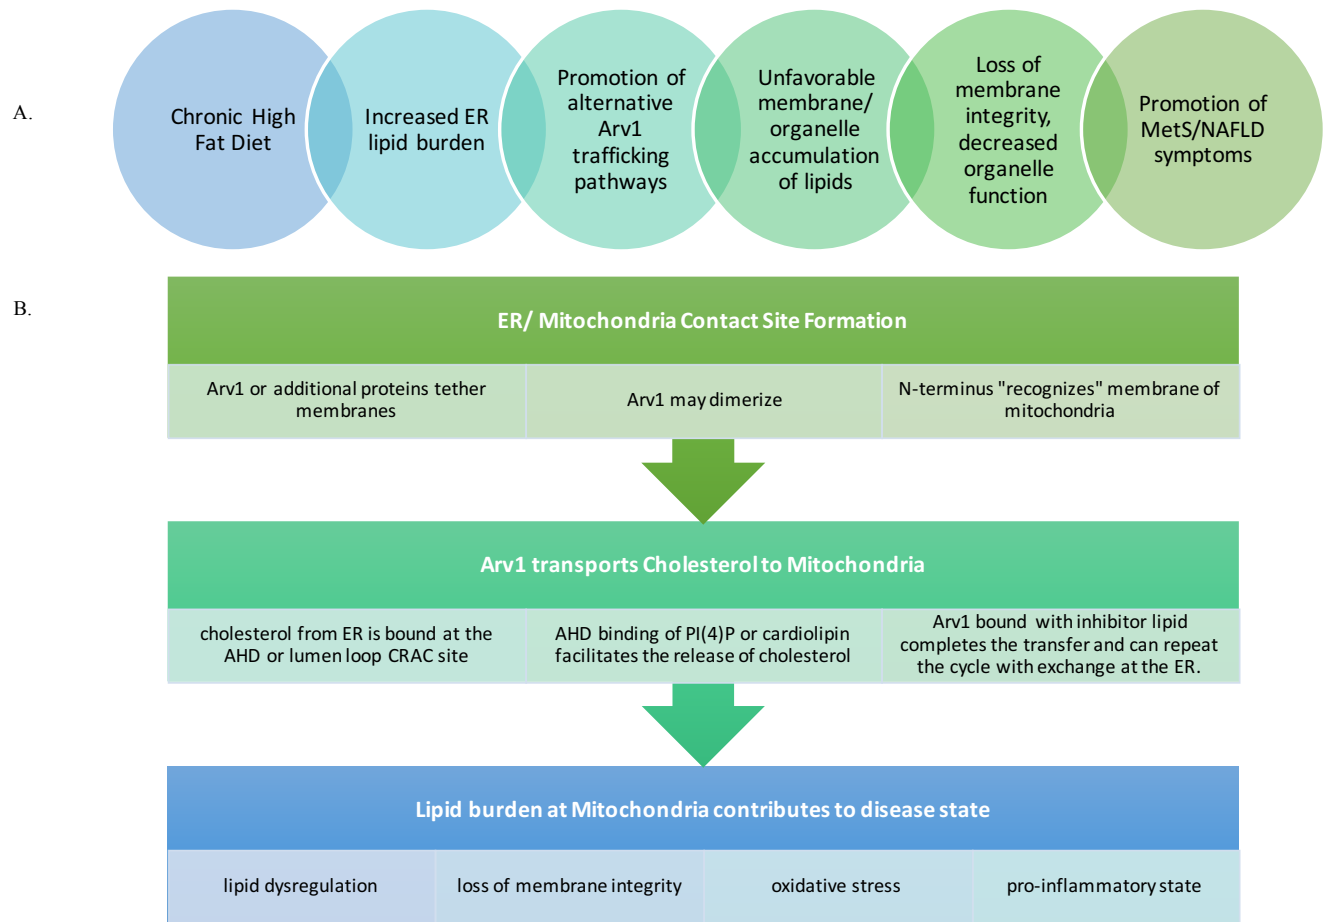 A.
Chronic High
Fat Diet
Increased ER
lipid burden
Promotion of
alternative
Arv1
trafficking
pathways
Unfavorable
membrane/
organelle
accumulation
of lipids
Loss of
membrane
integrity,
decreased
organelle
function
Promotion of
MetS/NAFLD
symptoms
B.
ER/ Mitochondria Contact Site Formation
Arv1 or additional proteins tether
membranes
Arv1 may dimerize
N-terminus "recognizes" membrane of
mitochondria
Arv1 transports Cholesterol to Mitochondria
cholesterol from ER is bound at the
AHD or lumen loop CRAC site
AHD binding of PI(4)P or cardiolipin
facilitates the release of cholesterol
Arv1 bound with inhibitor lipid
completes the transfer and can repeat
the cycle with exchange at the ER.
Lipid burden at Mitochondria contributes to disease state
lipid dysregulation
loss of membrane integrity
oxidative stress
pro-inflammatory state